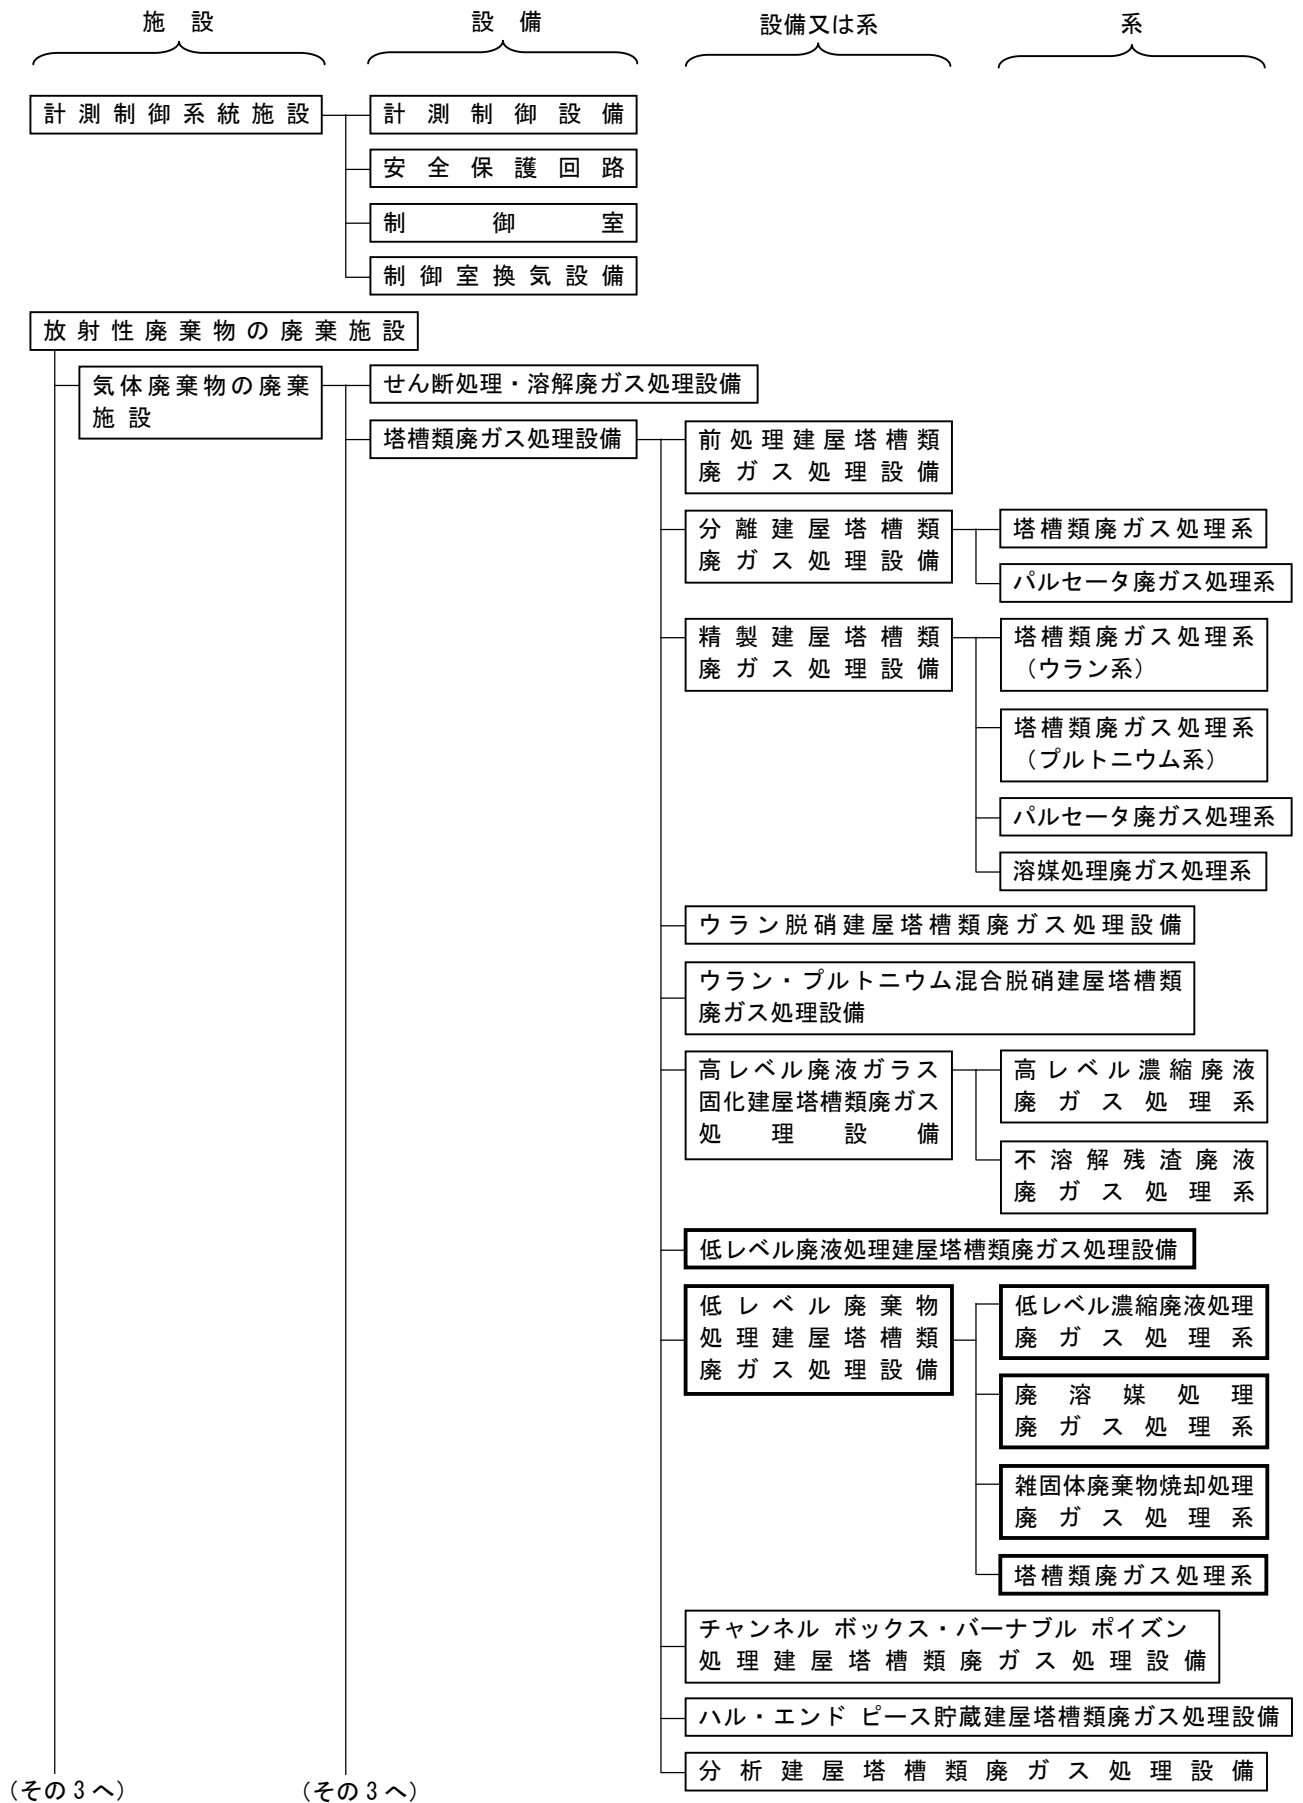 施 設
設 備
設備又は系
系
計測制御系統施設
計測制御設備
安全保護回路
制御室
制御室換気設備
放射性廃棄物の廃棄施設
気体廃棄物の廃棄
施設
せん断処理・溶解廃ガス処理設備
塔槽類廃ガス処理設備
前処理建屋塔槽類
廃ガス処理設備
分離建屋塔槽類
廃ガス処理設備
塔槽類廃ガス処理系
パルセータ廃ガス処理系
精製建屋塔槽類
廃ガス処理設備
塔槽類廃ガス処理系
（ウラン系）
塔槽類廃ガス処理系
（プルトニウム系）
パルセータ廃ガス処理系
溶媒処理廃ガス処理系
ウラン脱硝建屋塔槽類廃ガス処理設備
ウラン・プルトニウム混合脱硝建屋塔槽類
廃ガス処理設備
高レベル廃液ガラス
固化建屋塔槽類廃ガス
処理設備
高レベル濃縮廃液
廃ガス処理系
不溶解残渣廃液
廃ガス処理系
低レベル廃液処理建屋塔槽類廃ガス処理設備
低レベル廃棄物
処理建屋塔槽類
廃ガス処理設備
低レベル濃縮廃液処理
廃ガス処理系
廃溶媒処理
廃ガス処理系
雑固体廃棄物焼却処理
廃ガス処理系
塔槽類廃ガス処理系
チャンネル ボックス・バーナブル ポイズン
処理建屋塔槽類廃ガス処理設備
ハル・エンド ピース貯蔵建屋塔槽類廃ガス処理設備
分析建屋塔槽類廃ガス処理設備
（その３へ）
（その３へ）